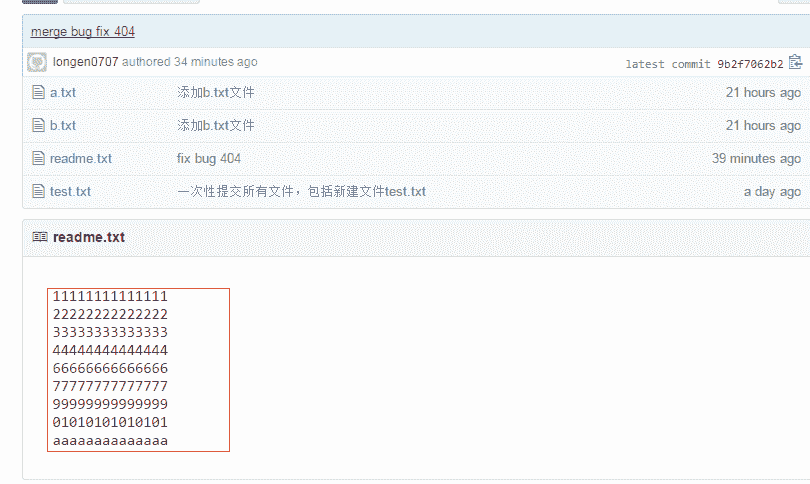 merge bug fix 404
longen0707 authored 34 minutes ago latest commit 9b2f7062b2
a.txt 添加b.txt文件 21 hours ago
b.txt 添加b.txt文件 21 hours ago
readme.txt fix bug 404 39 minutes ago
test.txt 一次性提交所有文件，包括新建文件test.txt a day ago
readme.txt
11111111111111
22222222222222
33333333333333
44444444444444
66666666666666
77777777777777
99999999999999
01010101010101
aaaaaaaaaaaaaa